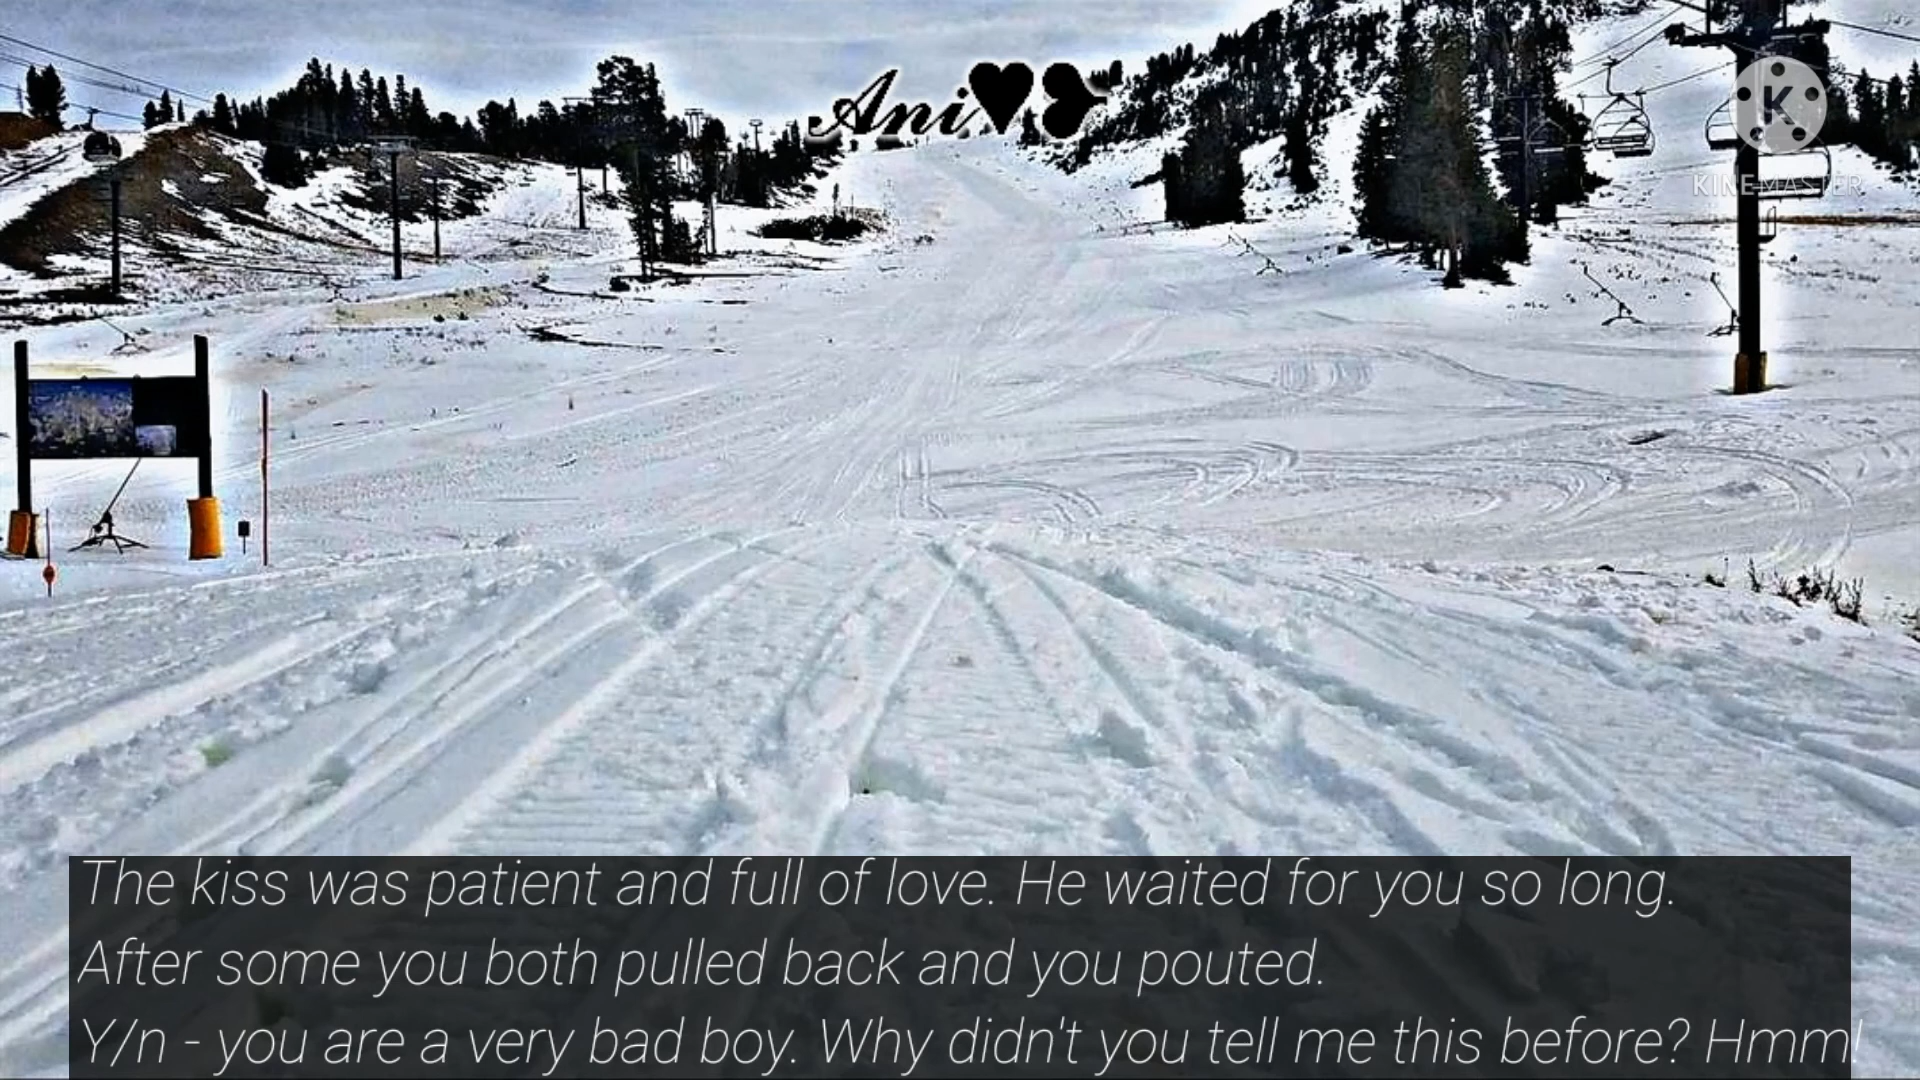 Ani♥❥
K
KINEMASTER
The kiss was patient and full of love. He waited for you so long.
After some you both pulled back and you pouted.
Y/n - you are a very bad boy. Why didn't you tell me this before? Hmm!